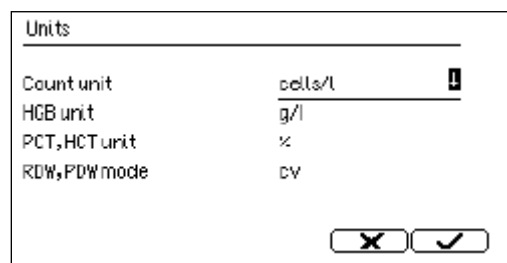 Units
Count unit cells/l
HGB unit g/l
PCT,HCT unit %
RDW,PDW mode CV